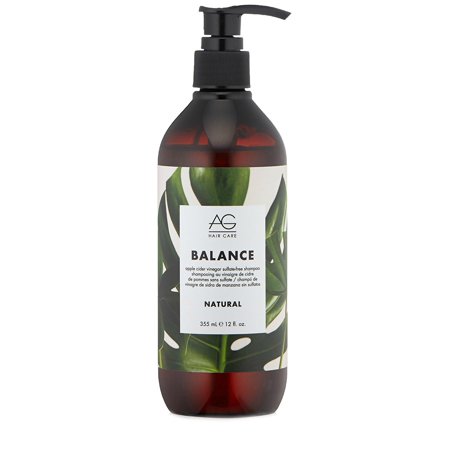 AG
HAIR CARE
BALANCE
apple cider vinegar sulfate-free shampoo
shampooing au vinaigre de cidre
de pommes sans sulfate / champú de
vinagre de sidra de manzana sin sulfatos
NATURAL
355 mL ℮ 12 fl. oz.